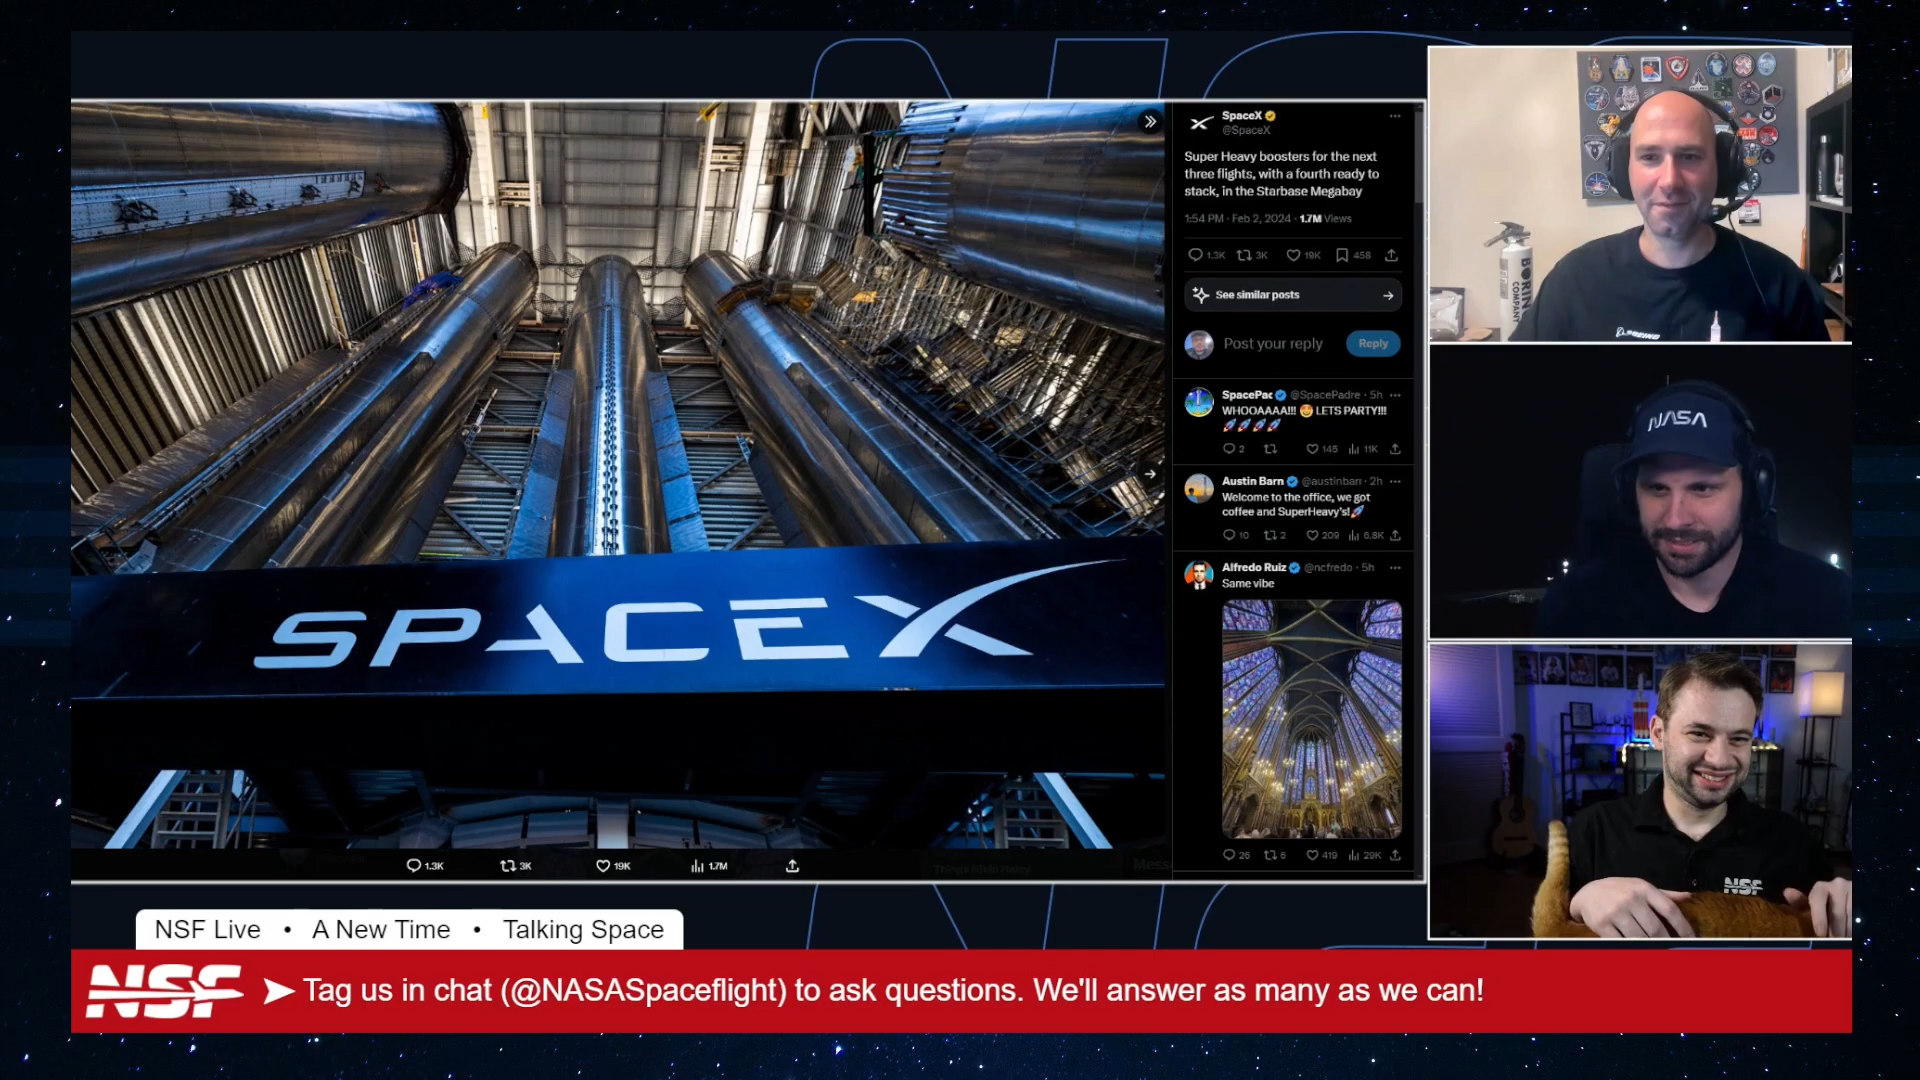 SPACEX
1.3K 3K 19K 1.7M
SpaceX
@SpaceX
Super Heavy boosters for the next
three flights, with a fourth ready to
stack, in the Starbase Megabay
1:54 PM · Feb 2, 2024 · 1.7M Views
1.3K 3K 19K 458
See similar posts
Post your reply Reply
SpacePac @SpacePadre · 5h
WHOOAAAA!!! 🤩 LETS PARTY!!!
🚀🚀🚀🚀
2 145 11K
Austin Barn @austinbarr · 2h
Welcome to the office, we got
coffee and SuperHeavy's!🚀
10 2 209 6.8K
Alfredo Ruiz @ncfredo · 5h
Same vibe
26 6 419 29K
BORING
COMPANY
BOEING
NASA
NSF
NSF Live • A New Time • Talking Space
NSF ➤ Tag us in chat (@NASASpaceflight) to ask questions. We'll answer as many as we can!